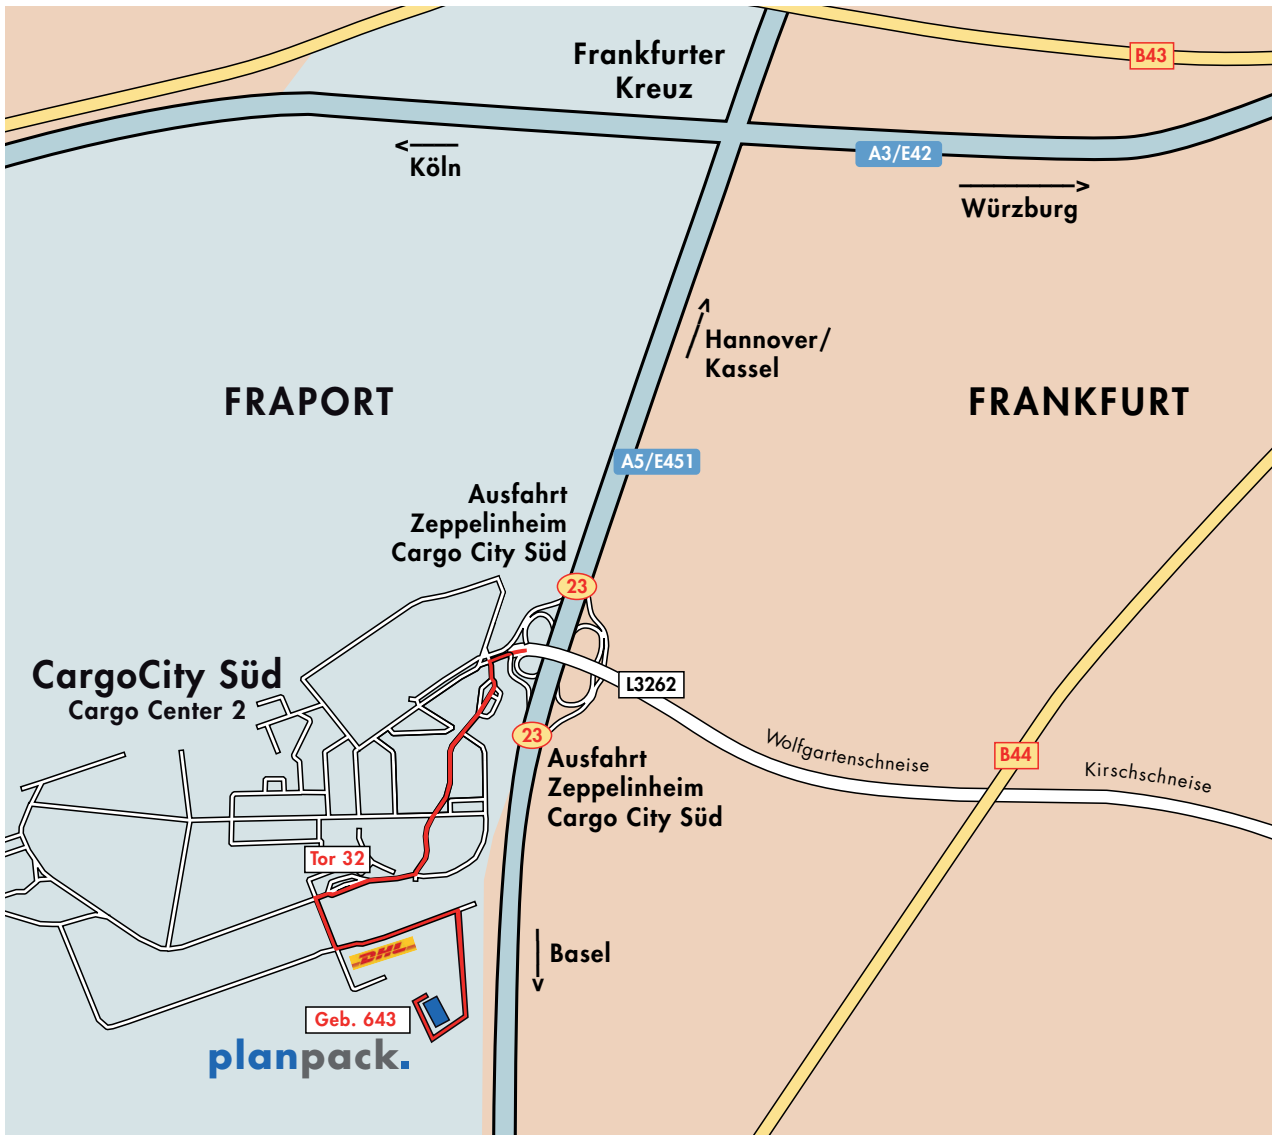 Frankfurter
Kreuz
B43
A3/E42
Köln
Würzburg
Hannover/
Kassel
FRAPORT
FRANKFURT
A5/E451
Ausfahrt
Zeppelinheim
Cargo City Süd
23
CargoCity Süd
Cargo Center 2
L3262
23
Ausfahrt
Zeppelinheim
Cargo City Süd
Wolfgartenschneise
B44
Kirschschneise
Tor 32
DHL
Basel
Geb. 643
planpack.